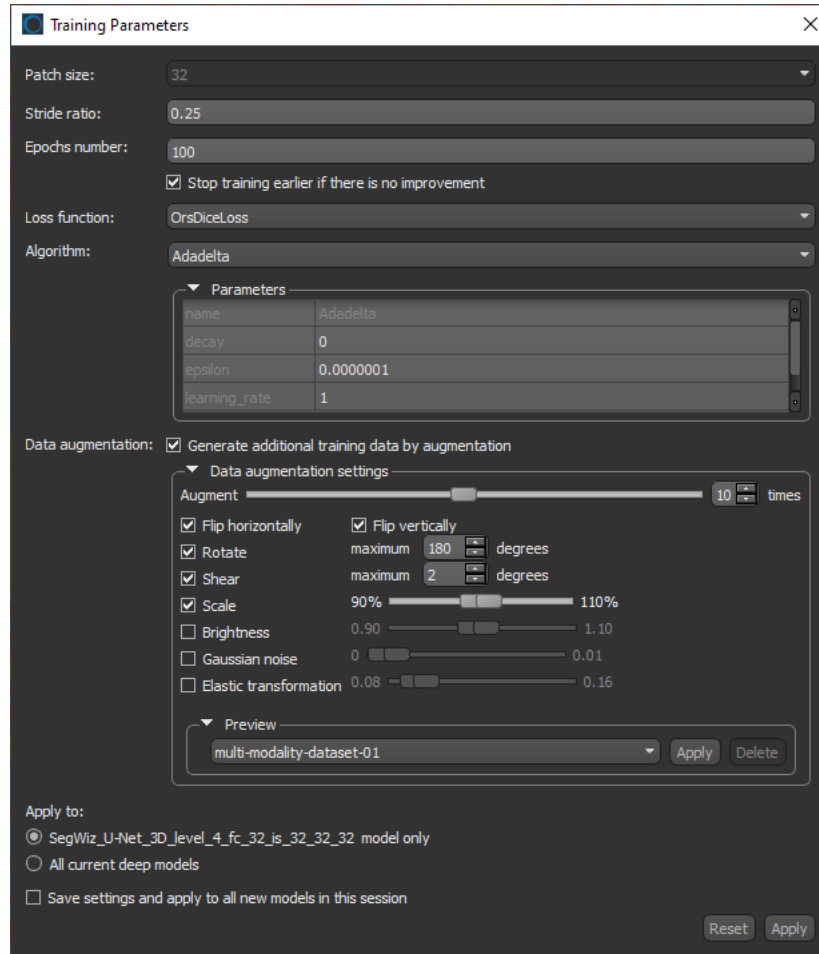 Training Parameters
Patch size: 32
Stride ratio: 0.25
Epochs number: 100
Stop training earlier if there is no improvement
Loss function: OrsDiceLoss
Algorithm: Adadelta
Parameters
name Adadelta
decay 0
epsilon 0.0000001
learning_rate 1
Data augmentation: Generate additional training data by augmentation
Data augmentation settings
Augment 10 times
Flip horizontally Flip vertically
Rotate maximum 180 degrees
Shear maximum 2 degrees
Scale 90% 110%
Brightness 0.90 1.10
Gaussian noise 0 0.01
Elastic transformation 0.08 0.16
Preview
multi-modality-dataset-01 Apply Delete
Apply to:
SegWiz_U-Net_3D_level_4_fc_32_is_32_32_32 model only
All current deep models
Save settings and apply to all new models in this session
Reset Apply